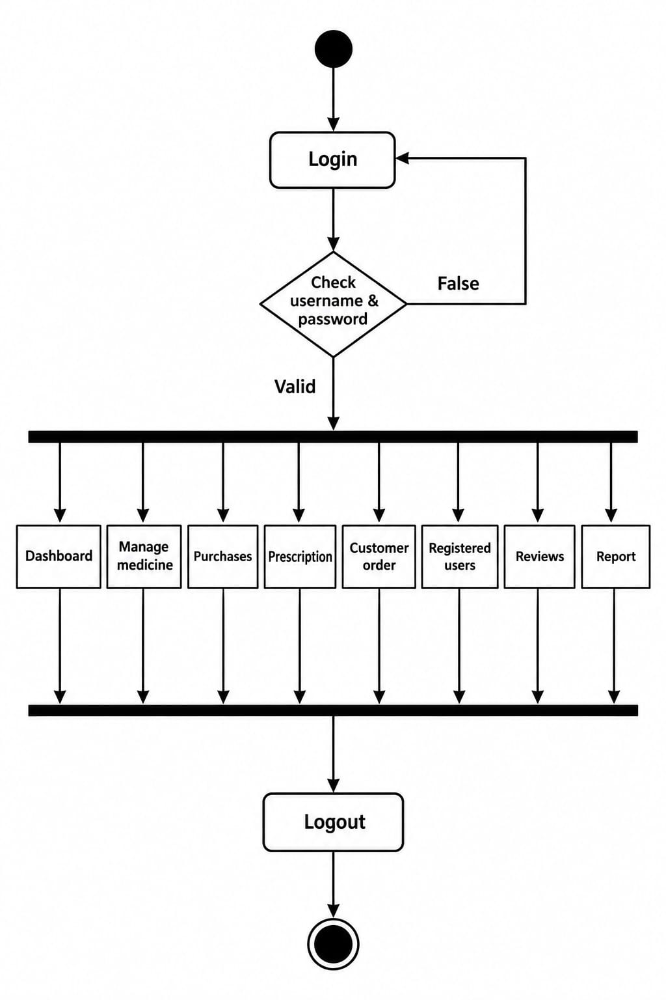 Login
Check
username &
password
False
Valid
Dashboard
Manage
medicine
Purchases
Prescription
Customer
order
Registered
users
Reviews
Report
Logout